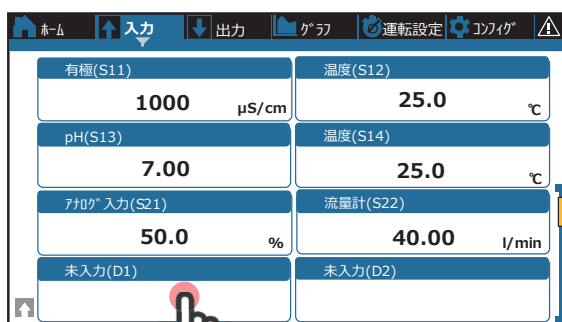 ﾎｰﾑ 入力 出力 ｸﾞﾗﾌ 運転設定 ｺﾝﾌｨｸﾞ
有極(S11) 温度(S12)
1000 μS/cm 25.0 ℃
pH(S13) 温度(S14)
7.00 25.0 ℃
ｱﾅﾛｸﾞ入力(S21) 流量計(S22)
50.0 % 40.00 l/min
未入力(D1) 未入力(D2)